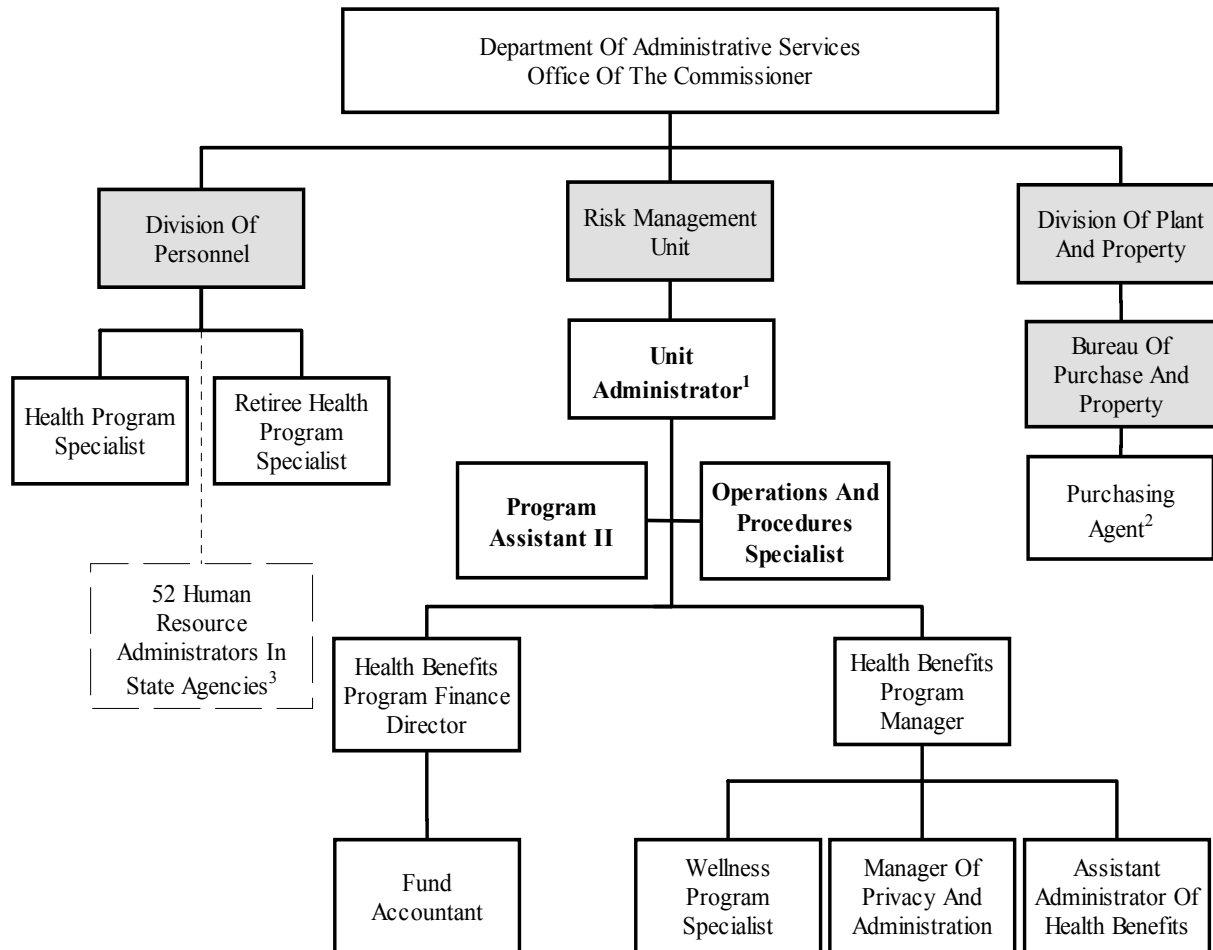 Department Of Administrative Services
Office Of The Commissioner
Division Of
Personnel
Risk Management
Unit
Division Of Plant
And Property
Unit
Administrator1
Bureau Of
Purchase And
Property
Health Program
Specialist
Retiree Health
Program
Specialist
Program
Assistant II
Operations And
Procedures
Specialist
Purchasing
Agent2
52 Human
Resource
Administrators In
State Agencies3
Health Benefits
Program Finance
Director
Health Benefits
Program
Manager
Fund
Accountant
Wellness
Program
Specialist
Manager Of
Privacy And
Administration
Assistant
Administrator Of
Health Benefits